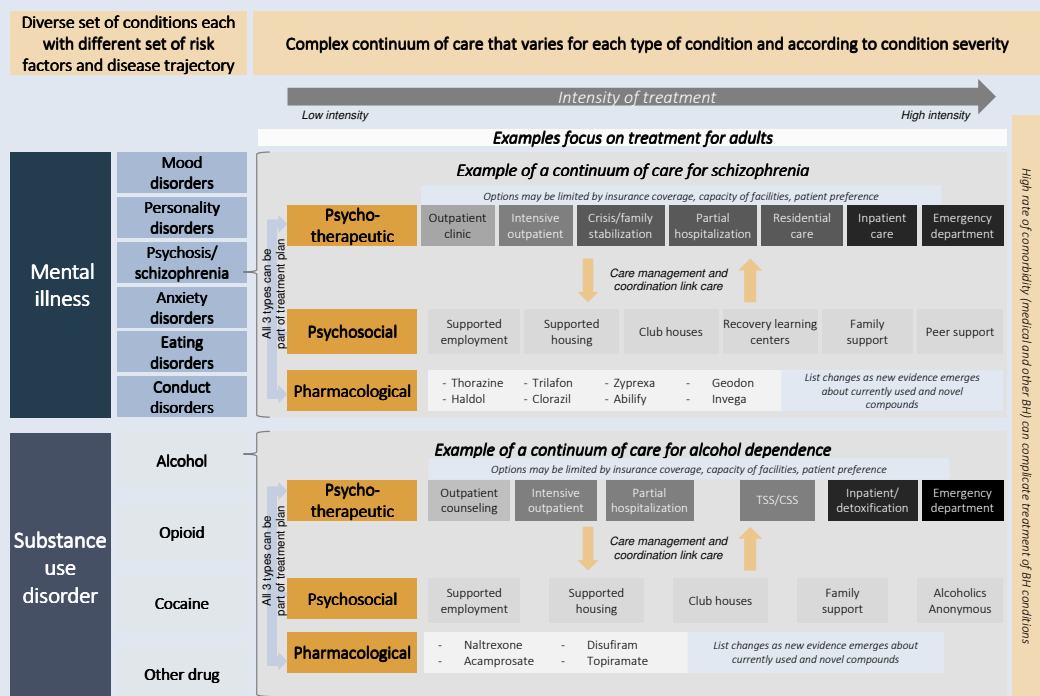 Diverse set of conditions each
with different set of risk
factors and disease trajectory
Complex continuum of care that varies for each type of condition and according to condition severity
Intensity of treatment
Low intensity
High intensity
Examples focus on treatment for adults
Mental
illness
Mood
disorders
Personality
disorders
Psychosis/
schizophrenia
Anxiety
disorders
Eating
disorders
Conduct
disorders
Example of a continuum of care for schizophrenia
Options may be limited by insurance coverage, capacity of facilities, patient preference
All 3 types can be
part of treatment plan
Psycho-
therapeutic
Outpatient
clinic
Intensive
outpatient
Crisis/family
stabilization
Partial
hospitalization
Residential
care
Inpatient
care
Emergency
department
Care management and
coordination link care
Psychosocial
Supported
employment
Supported
housing
Club houses
Recovery learning
centers
Family
support
Peer support
Pharmacological
- Thorazine
- Haldol
- Trilafon
- Clorazil
- Zyprexa
- Abilify
- Geodon
- Invega
List changes as new evidence emerges
about currently used and novel
compounds
Substance
use
disorder
Alcohol
Opioid
Cocaine
Other drug
Example of a continuum of care for alcohol dependence
Options may be limited by insurance coverage, capacity of facilities, patient preference
All 3 types can be
part of treatment plan
Psycho-
therapeutic
Outpatient
counseling
Intensive
outpatient
Partial
hospitalization
TSS/CSS
Inpatient/
detoxification
Emergency
department
Care management and
coordination link care
Psychosocial
Supported
employment
Supported
housing
Club houses
Family
support
Alcoholics
Anonymous
Pharmacological
- Naltrexone
- Acamprosate
- Disufiram
- Topiramate
List changes as new evidence emerges about
currently used and novel compounds
High rate of comorbidity (medical and other BH) can complicate treatment of BH conditions